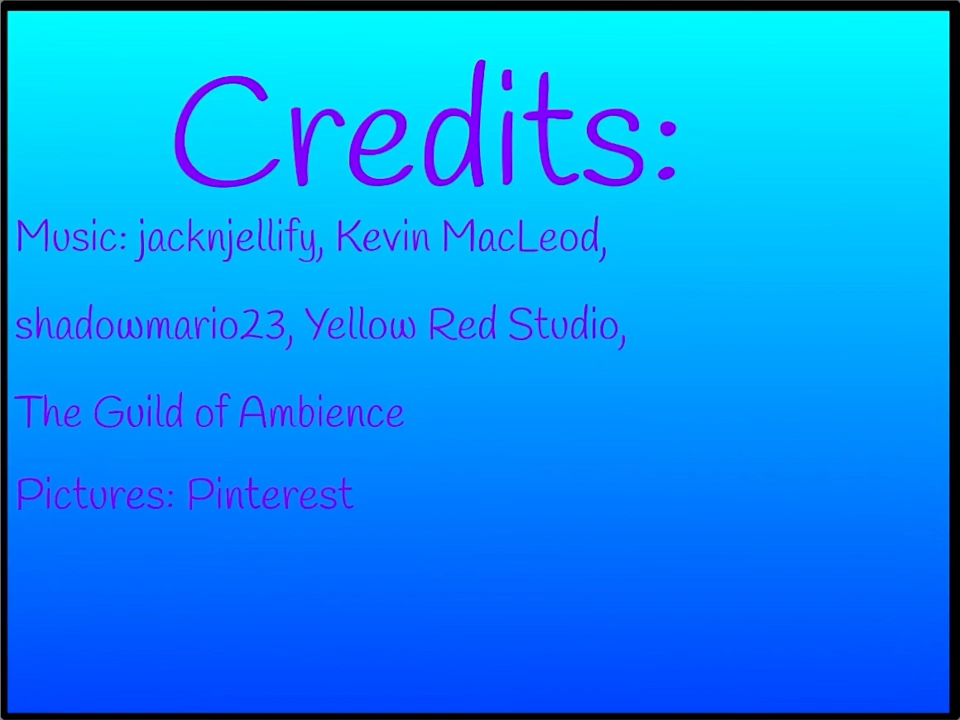 Credits:
Music: jacknjellify, Kevin MacLeod,
shadowmario23, Yellow Red Studio,
The Guild of Ambience
Pictures: Pinterest